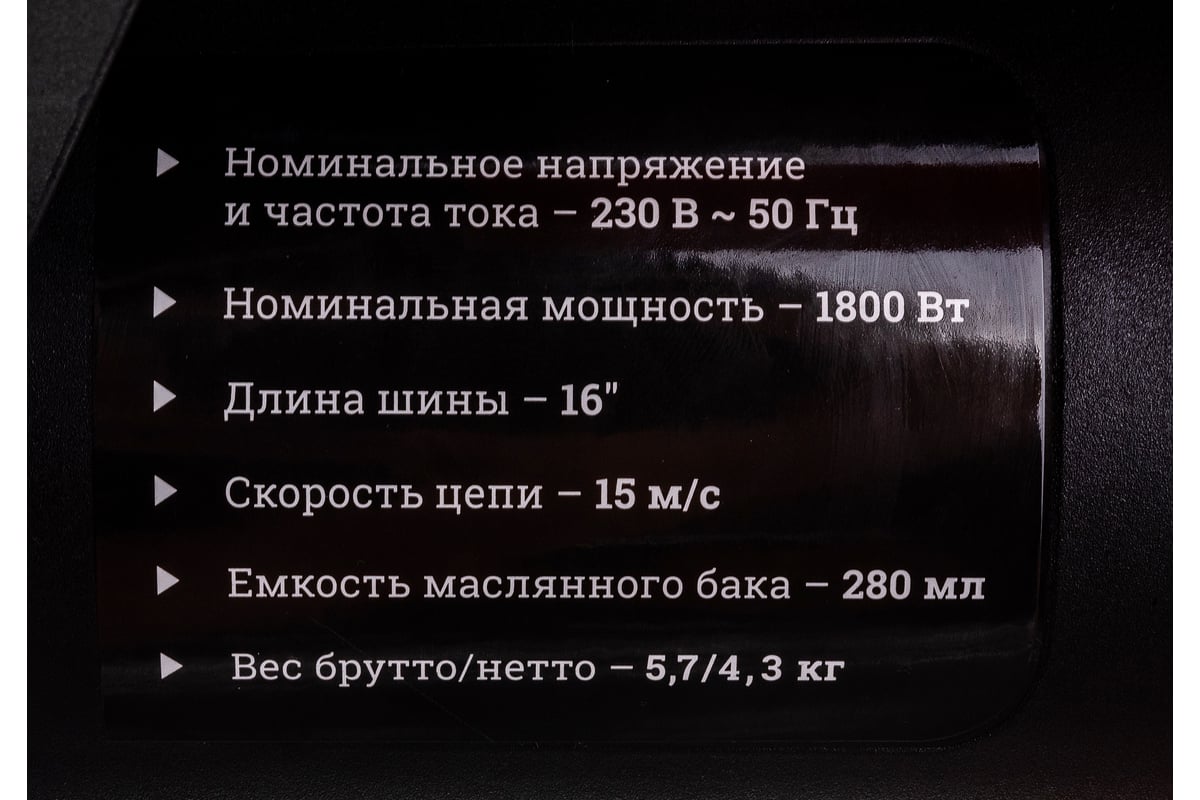 Номинальное напряжение
и частота тока – 230 В ~ 50 Гц
Номинальная мощность – 1800 Вт
Длина шины – 16"
Скорость цепи – 15 м/с
Емкость маслянного бака – 280 мл
Вес брутто/нетто – 5,7/4,3 кг